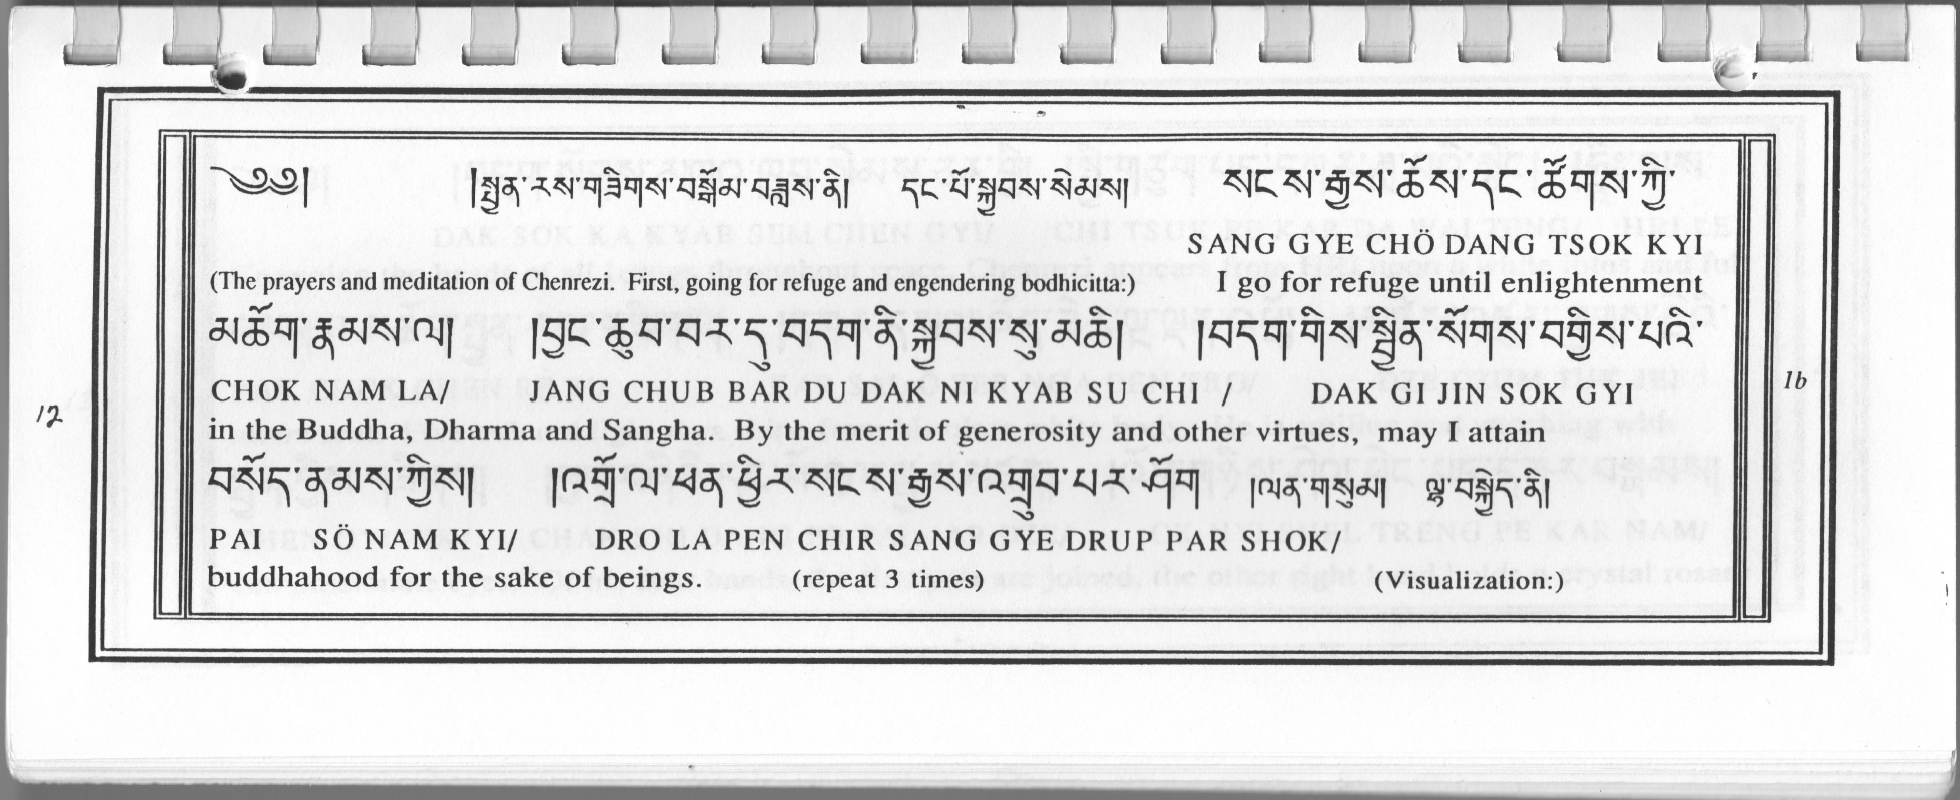 ༄༅། །སྤྱན་རས་གཟིགས་བསྒོམ་བཟླས་ནི། དང་པོ་སྐྱབས་སེམས། སངས་རྒྱས་ཆོས་དང་ཚོགས་ཀྱི་
SANG GYE CHÖ DANG TSOK KYI
(The prayers and meditation of Chenrezi. First, going for refuge and engendering bodhicitta:) I go for refuge until enlightenment
མཆོག་རྣམས་ལ། །བྱང་ཆུབ་བར་དུ་བདག་ནི་སྐྱབས་སུ་མཆི། །བདག་གིས་སྦྱིན་སོགས་བགྱིས་པའི་
CHOK NAM LA/ JANG CHUB BAR DU DAK NI KYAB SU CHI / DAK GI JIN SOK GYI
12
1b
in the Buddha, Dharma and Sangha. By the merit of generosity and other virtues, may I attain
བསོད་ནམས་ཀྱིས། །འགྲོ་ལ་ཕན་ཕྱིར་སངས་རྒྱས་འགྲུབ་པར་ཤོག །ལན་གསུམ། ལྷ་བསྐྱེད་ནི།
PAI SÖ NAM KYI/ DRO LA PEN CHIR SANG GYE DRUP PAR SHOK/
buddhahood for the sake of beings. (repeat 3 times) (Visualization:)